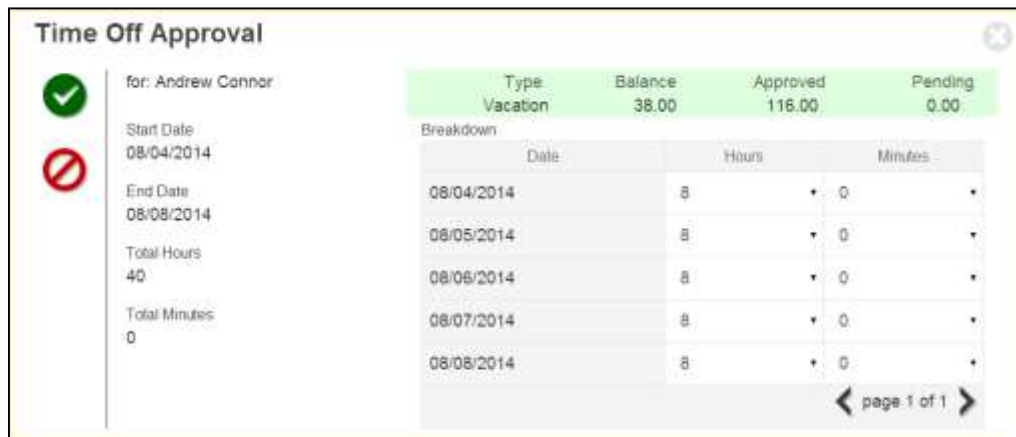 Time Off Approval
for: Andrew Connor
Type Balance Approved Pending
Vacation 38.00 116.00 0.00
Start Date
08/04/2014
End Date
08/08/2014
Total Hours
40
Total Minutes
0
Breakdown
Date Hours Minutes
08/04/2014 8 0
08/05/2014 8 0
08/06/2014 8 0
08/07/2014 8 0
08/08/2014 8 0
page 1 of 1